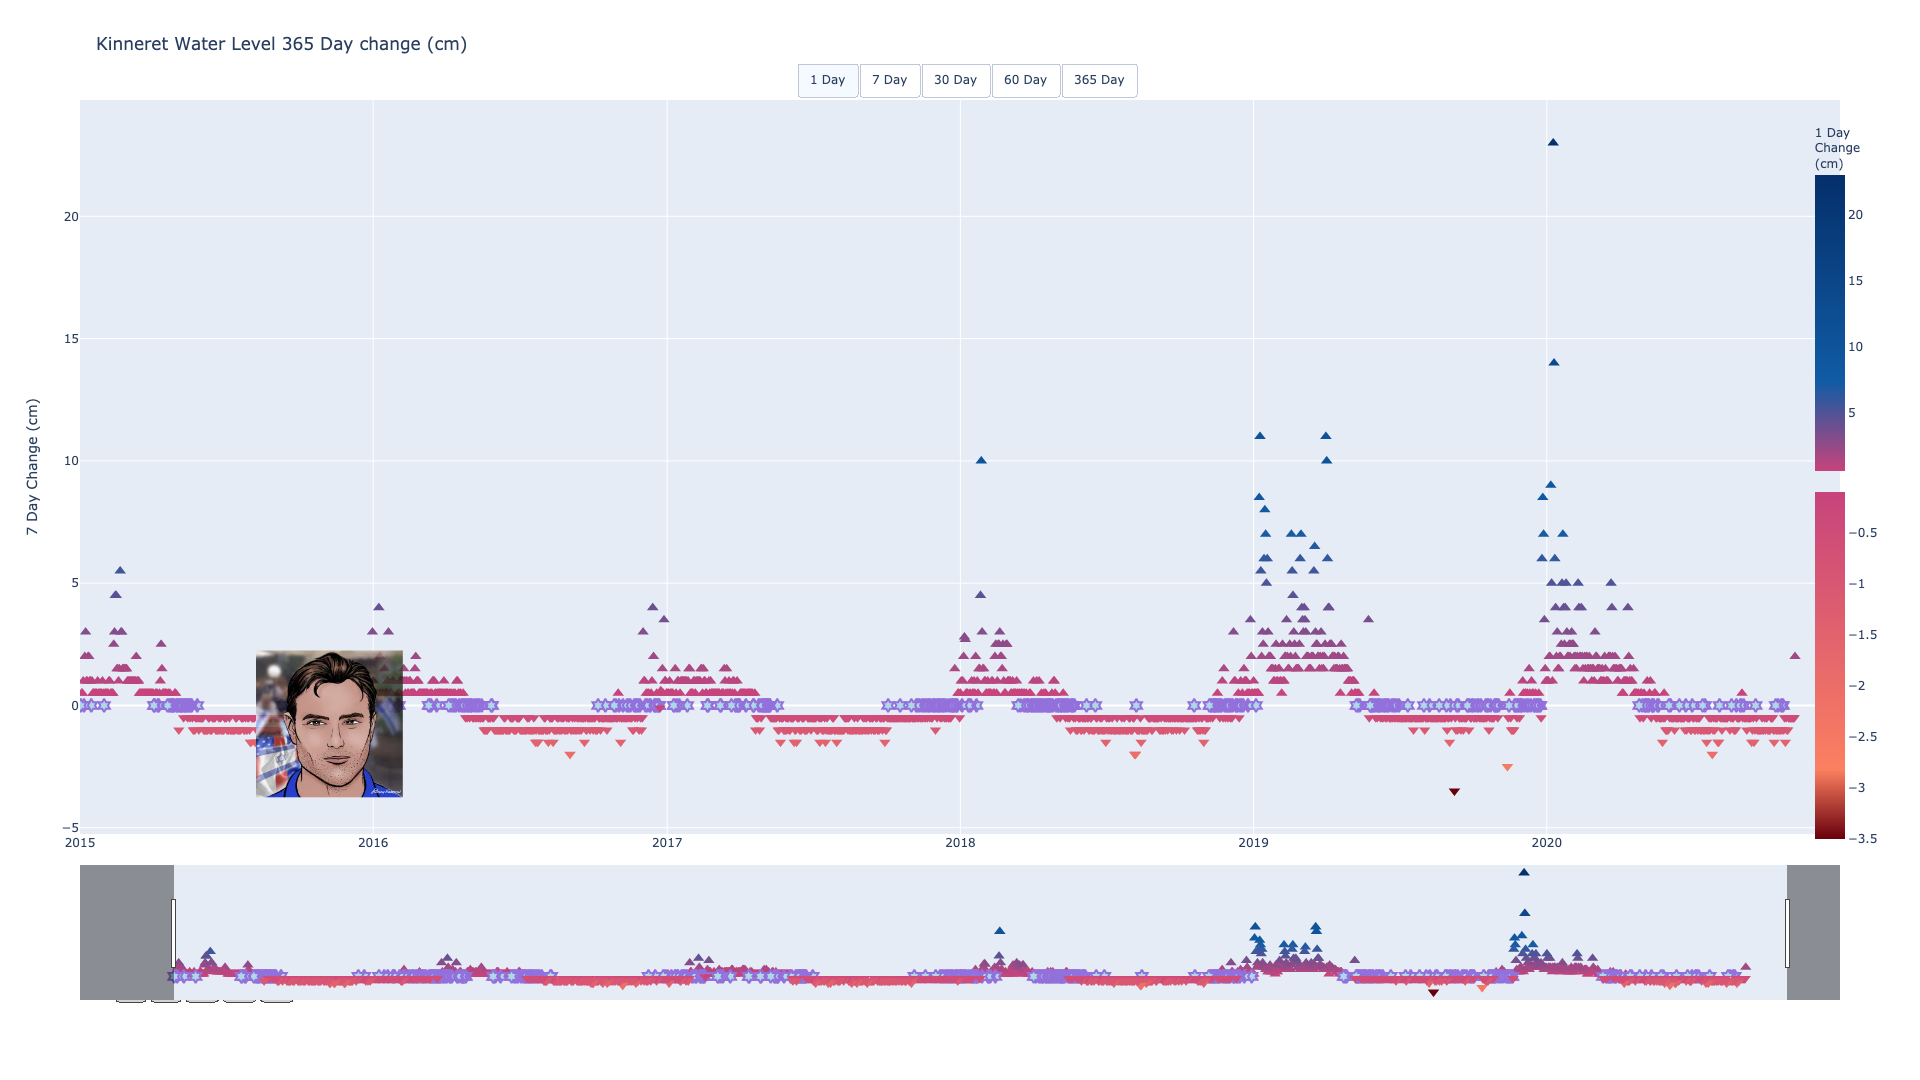 Kinneret Water Level 365 Day change (cm)
1 Day 7 Day 30 Day 60 Day 365 Day
1 Day
Change
(cm)
20
15
10
5
−0.5
−1
−1.5
−2
−2.5
−3
−3.5
7 Day Change (cm)
20
15
10
5
0
−5
2015 2016 2017 2018 2019 2020